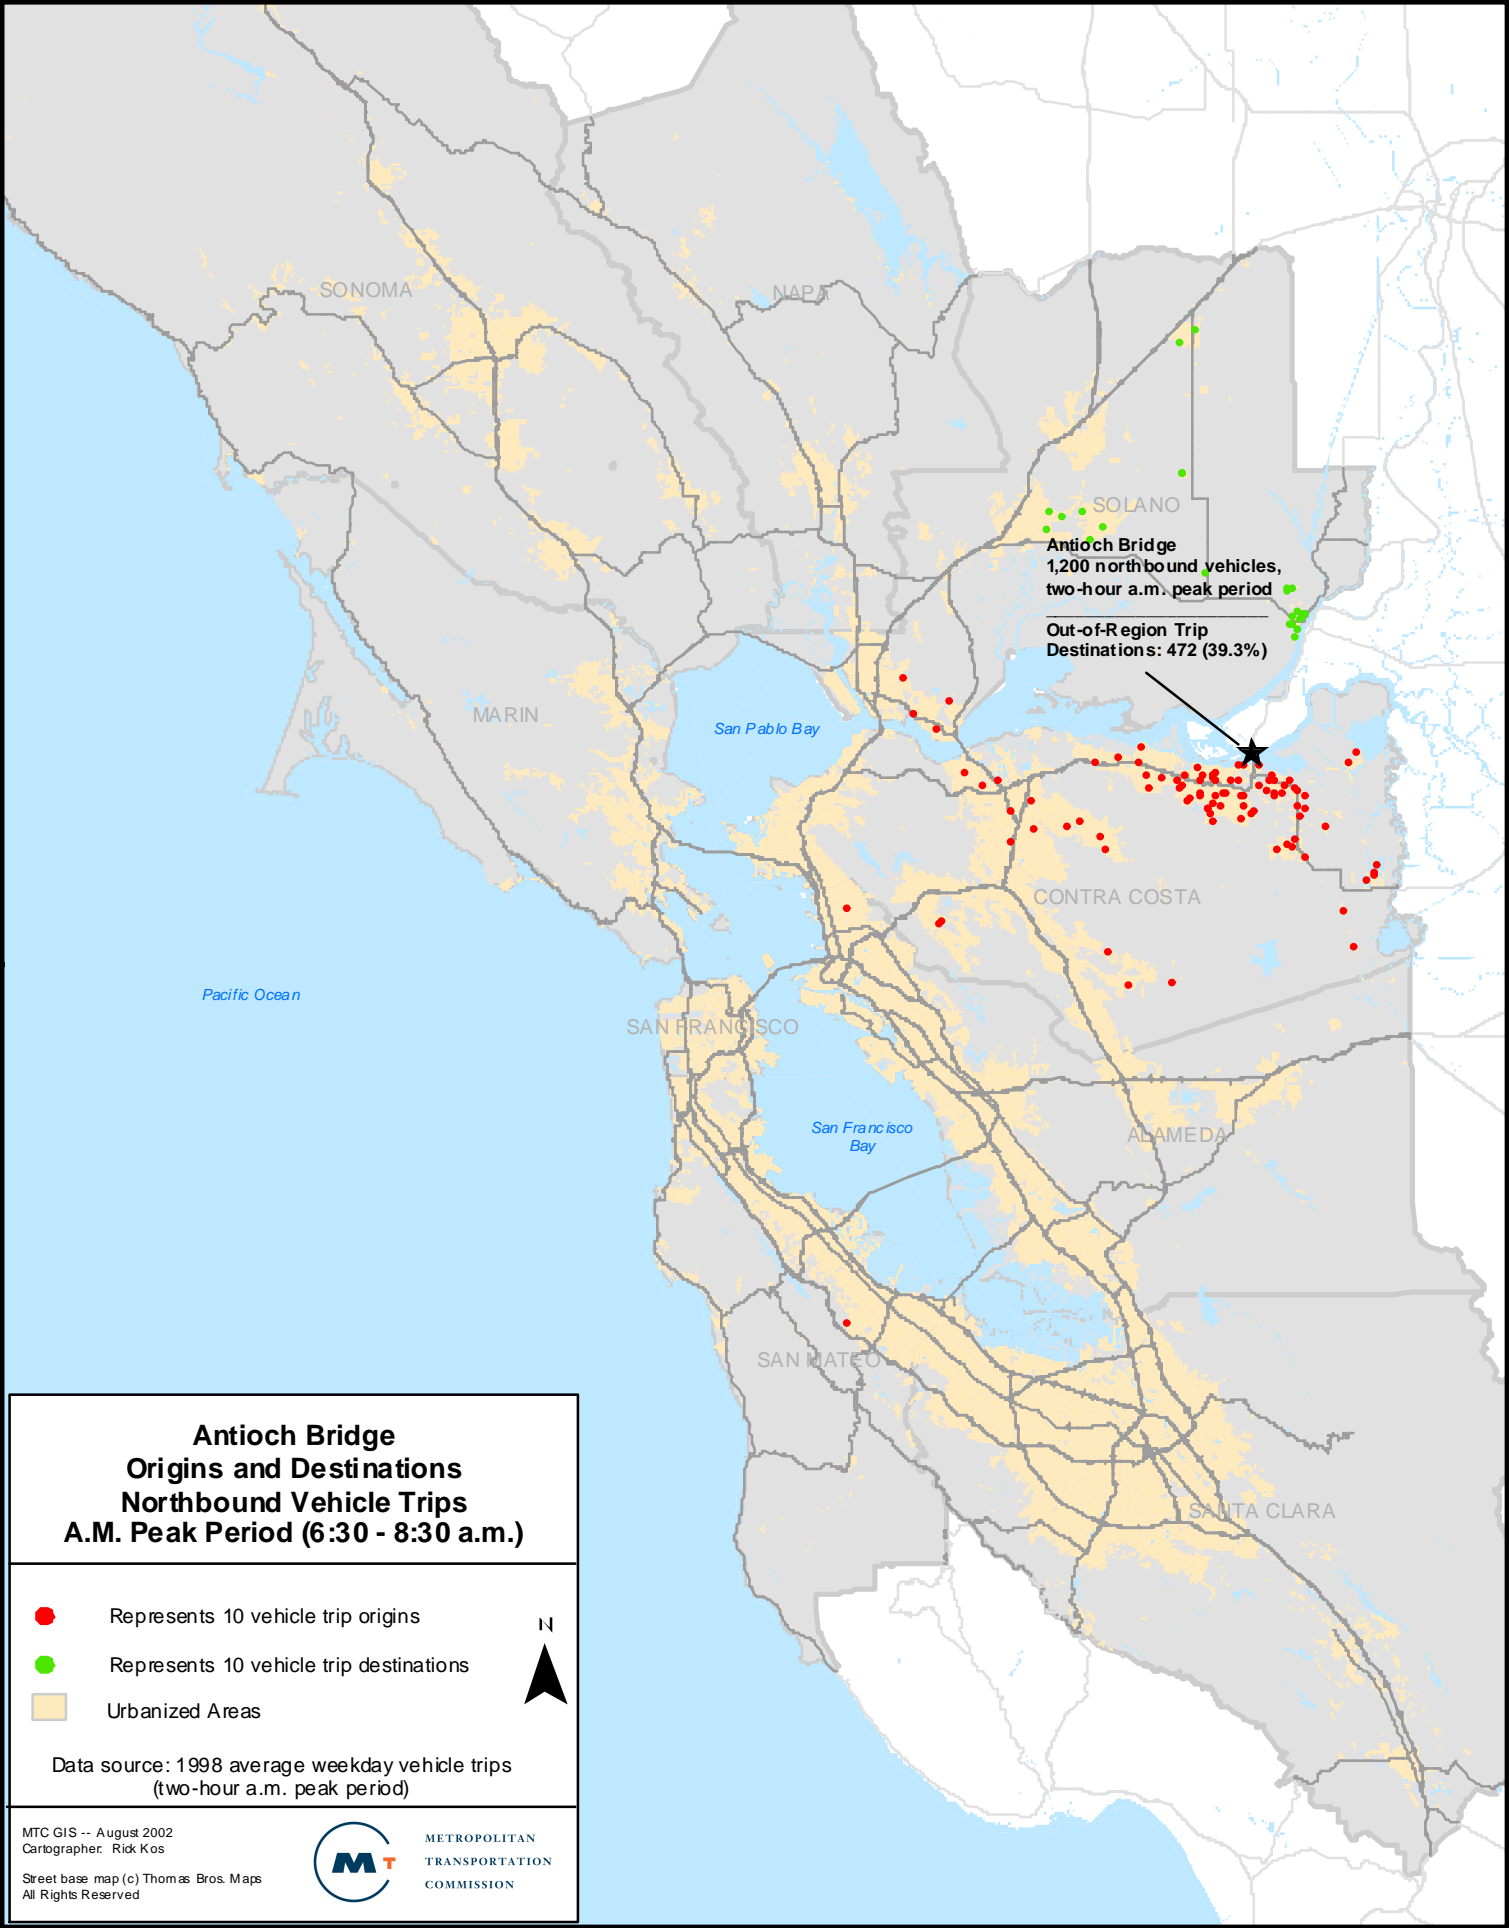 SONOMA
NAPA
SOLANO
Antioch Bridge
1,200 northbound vehicles,
two-hour a.m. peak period
Out-of-Region Trip
Destinations: 472 (39.3%)
MARIN
San Pablo Bay
CONTRA COSTA
Pacific Ocean
SAN FRANCISCO
San Francisco
Bay
ALAMEDA
SAN MATEO
SANTA CLARA
Antioch Bridge
Origins and Destinations
Northbound Vehicle Trips
A.M. Peak Period (6:30 - 8:30 a.m.)
Represents 10 vehicle trip origins
N
Represents 10 vehicle trip destinations
Urbanized Areas
Data source: 1998 average weekday vehicle trips
(two-hour a.m. peak period)
MTC GIS -- August 2002
Cartographer: Rick Kos
Street base map (c) Thomas Bros. Maps
All Rights Reserved
M T
METROPOLITAN
TRANSPORTATION
COMMISSION